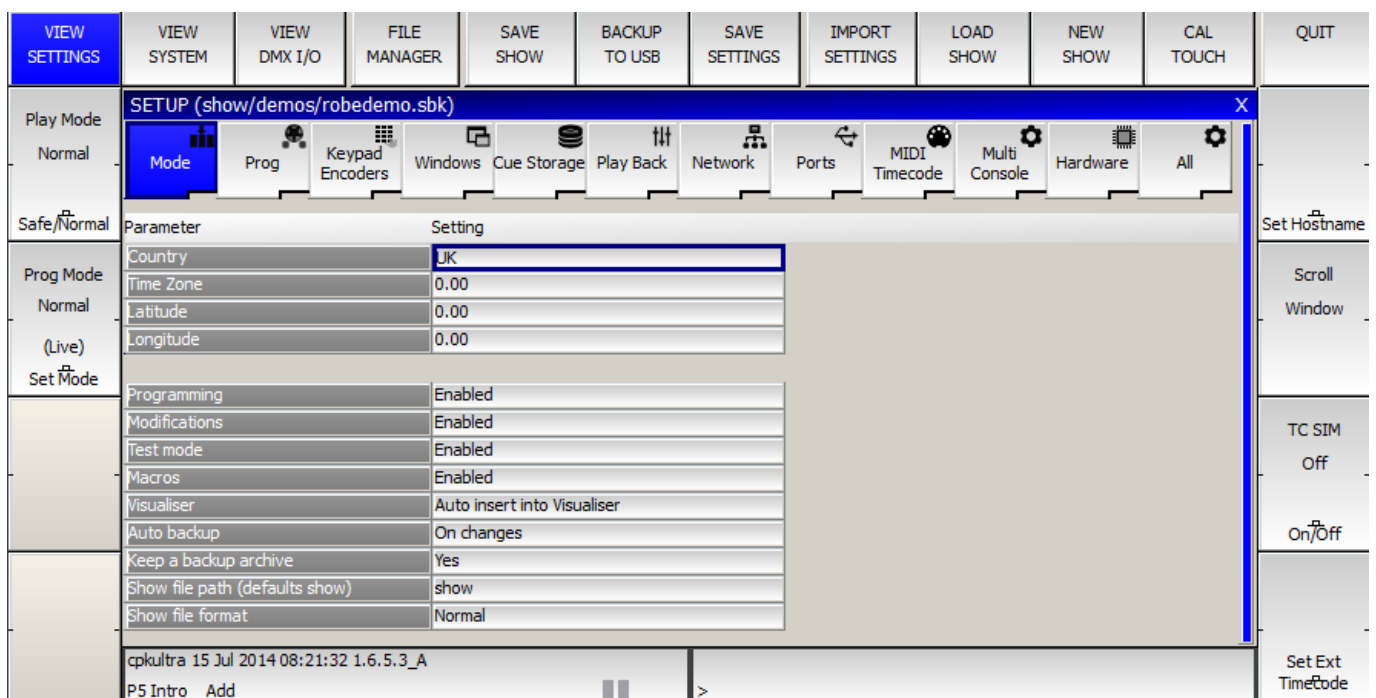 VIEW SETTINGS
VIEW SYSTEM
VIEW DMX I/O
FILE MANAGER
SAVE SHOW
BACKUP TO USB
SAVE SETTINGS
IMPORT SETTINGS
LOAD SHOW
NEW SHOW
CAL TOUCH
QUIT
Play Mode
Normal
Safe/Normal
Prog Mode
Normal
(Live)
Set Mode
SETUP (show/demos/robedemo.sbk) X
Mode
Prog
Keypad Encoders
Windows
Cue Storage
Play Back
Network
Ports
MIDI Timecode
Multi Console
Hardware
All
Parameter Setting
Country UK
Time Zone 0.00
Latitude 0.00
Longitude 0.00
Programming Enabled
Modifications Enabled
Test mode Enabled
Macros Enabled
Visualiser Auto insert into Visualiser
Auto backup On changes
Keep a backup archive Yes
Show file path (defaults show) show
Show file format Normal
cpkultra 15 Jul 2014 08:21:32 1.6.5.3_A
P5 Intro Add
>
Set Hostname
Scroll
Window
TC SIM
Off
On/Off
Set Ext
Timecode